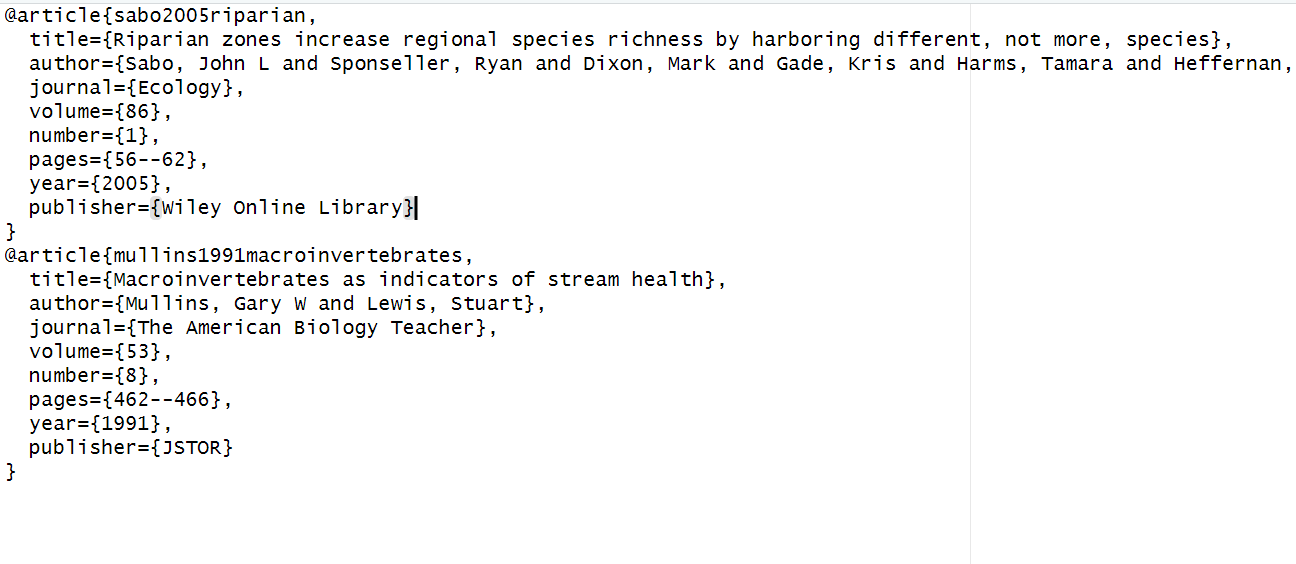 @article{sabo2005riparian,
  title={Riparian zones increase regional species richness by harboring different, not more, species},
  author={Sabo, John L and Sponseller, Ryan and Dixon, Mark and Gade, Kris and Harms, Tamara and Heffernan,
  journal={Ecology},
  volume={86},
  number={1},
  pages={56--62},
  year={2005},
  publisher={Wiley Online Library}
}
@article{mullins1991macroinvertebrates,
  title={Macroinvertebrates as indicators of stream health},
  author={Mullins, Gary W and Lewis, Stuart},
  journal={The American Biology Teacher},
  volume={53},
  number={8},
  pages={462--466},
  year={1991},
  publisher={JSTOR}
}